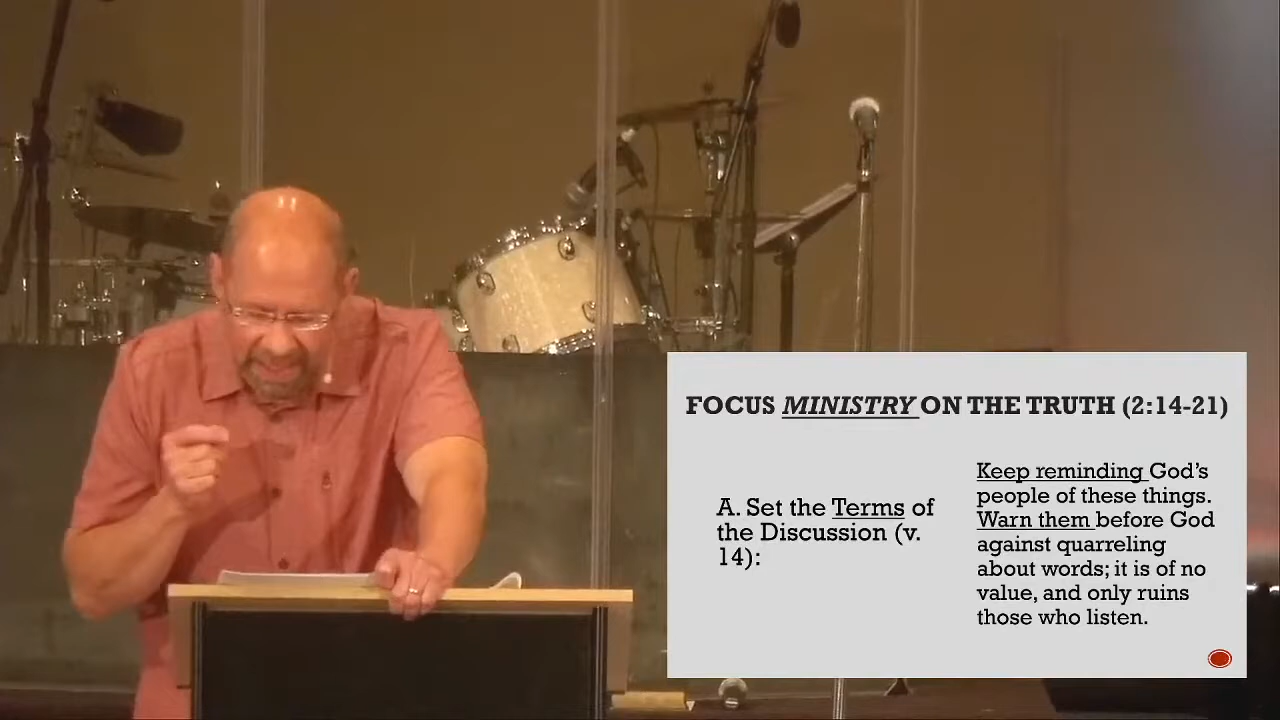 FOCUS MINISTRY ON THE TRUTH (2:14-21)
A. Set the Terms of
the Discussion (v.
14):
Keep reminding God's
people of these things.
Warn them before God
against quarreling
about words; it is of no
value, and only ruins
those who listen.